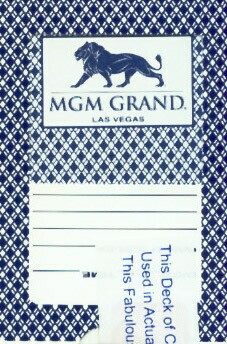 MGM GRAND®
LAS VEGAS
This Deck of C
Used in Actua
This Fabulou